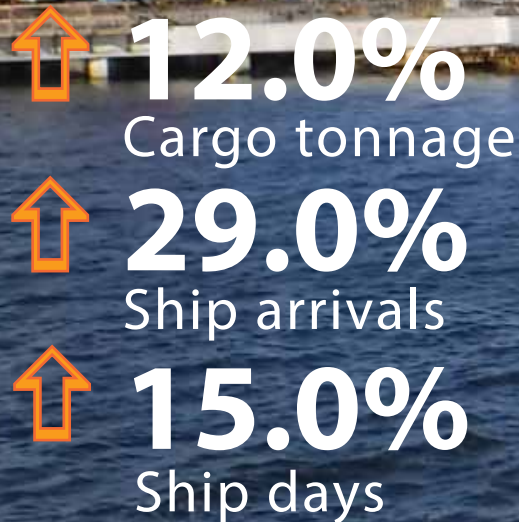 12.0%
Cargo tonnage
29.0%
Ship arrivals
15.0%
Ship days